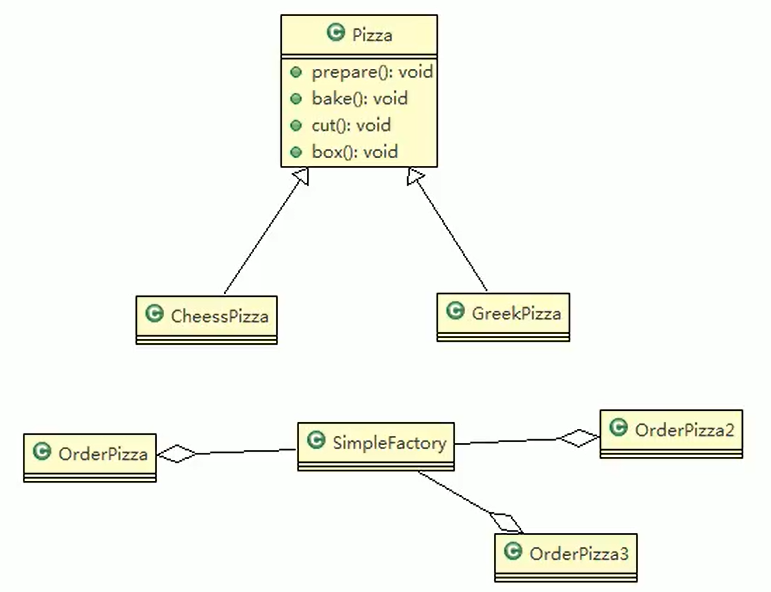 Pizza
prepare(): void
bake(): void
cut(): void
box(): void
CheessPizza
GreekPizza
OrderPizza
SimpleFactory
OrderPizza2
OrderPizza3